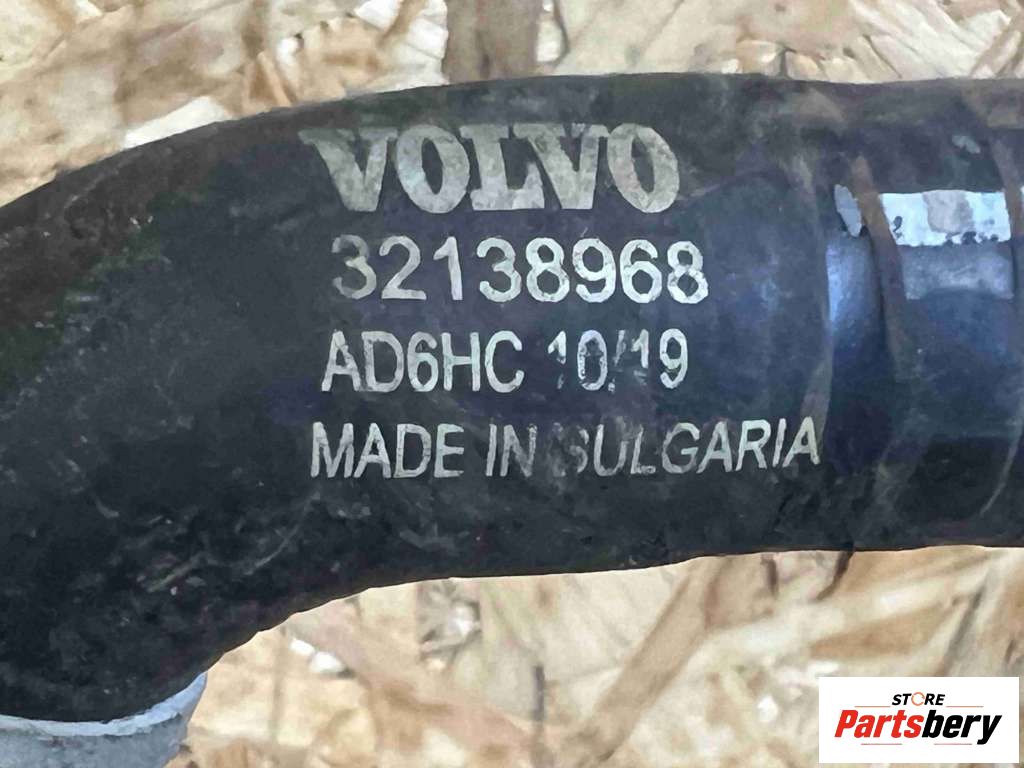 VOLVO
32138968
AD6HC 10/19
MADE IN BULGARIA
STORE
Partsbery